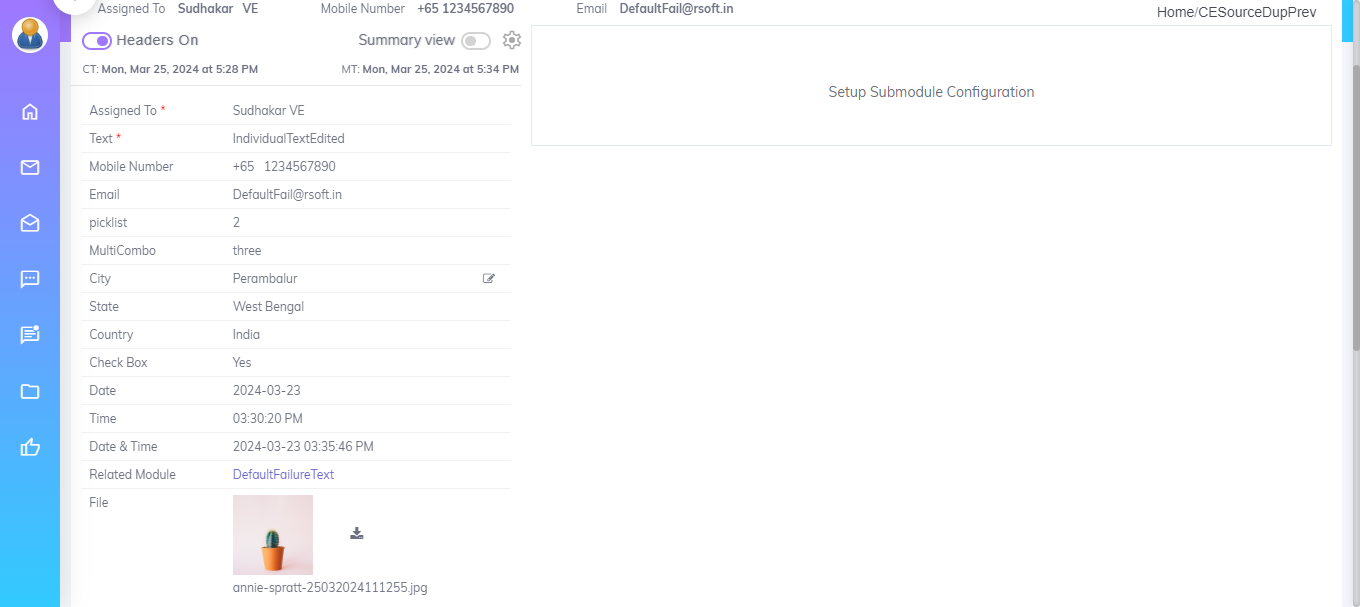 Assigned To Sudhakar VE Mobile Number +65 1234567890 Email DefaultFail@rsoft.in
Home/CESourceDupPrev
Headers On Summary view
CT: Mon, Mar 25, 2024 at 5:28 PM MT: Mon, Mar 25, 2024 at 5:34 PM
Setup Submodule Configuration
Assigned To * Sudhakar VE
Text * IndividualTextEdited
Mobile Number +65 1234567890
Email DefaultFail@rsoft.in
picklist 2
MultiCombo three
City Perambalur
State West Bengal
Country India
Check Box Yes
Date 2024-03-23
Time 03:30:20 PM
Date & Time 2024-03-23 03:35:46 PM
Related Module DefaultFailureText
File
annie-spratt-25032024111255.jpg